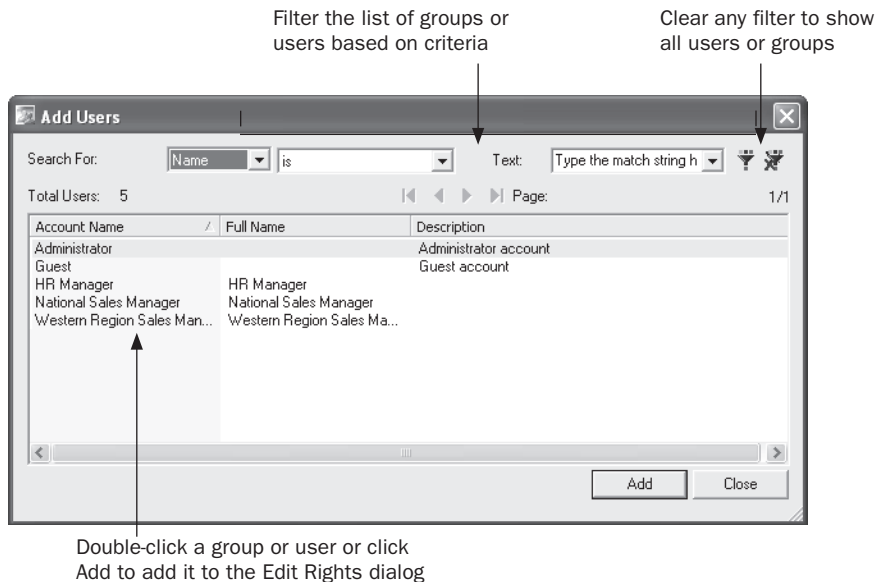 Filter the list of groups or
users based on criteria
Clear any filter to show
all users or groups
Add Users
Search For: Name is Text: Type the match string h
Total Users: 5 Page: 1/1
Account Name Full Name Description
Administrator Administrator account
Guest Guest account
HR Manager HR Manager
National Sales Manager National Sales Manager
Western Region Sales Man... Western Region Sales Ma...
Add Close
Double-click a group or user or click
Add to add it to the Edit Rights dialog